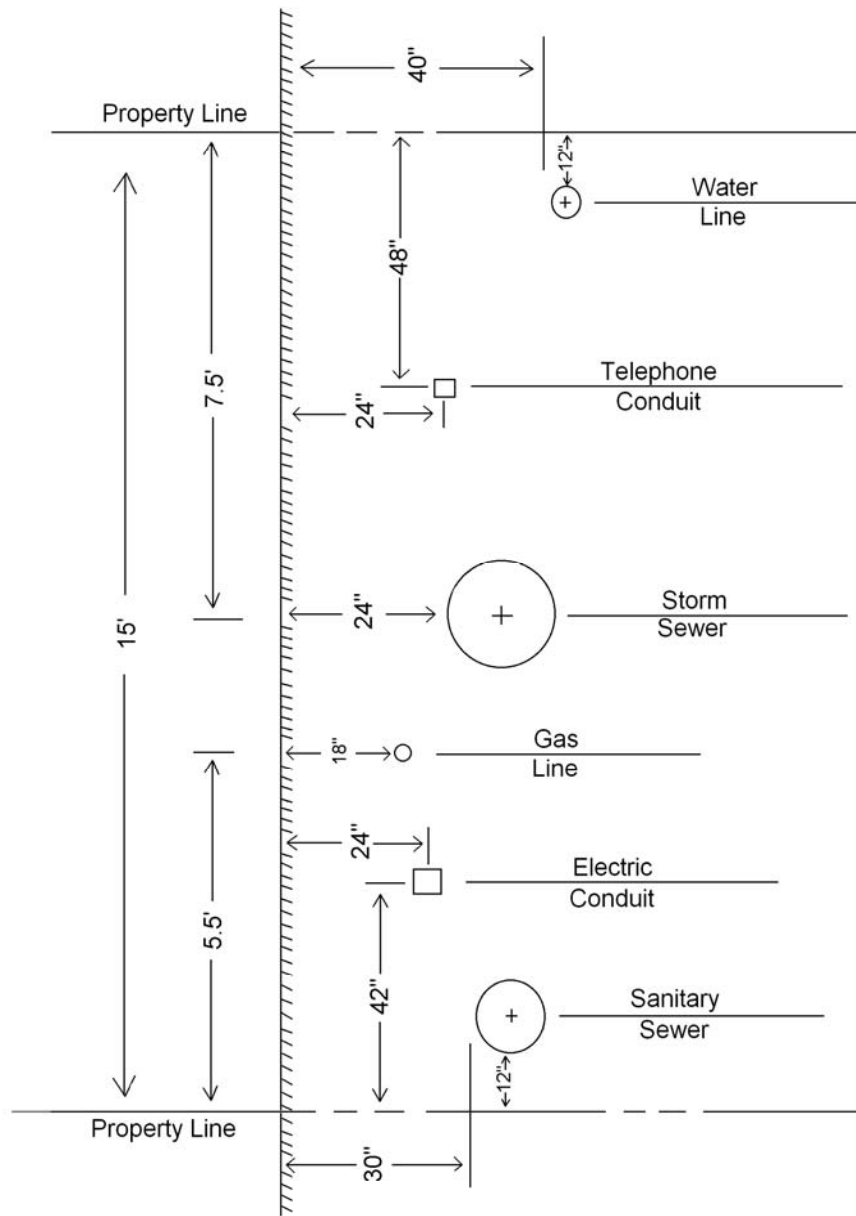 40"
Property Line
12"
Water
Line
48"
7.5'
Telephone
Conduit
24"
15'
24"
Storm
Sewer
18"
Gas
Line
24"
Electric
Conduit
5.5'
42"
Sanitary
Sewer
12"
Property Line
30"